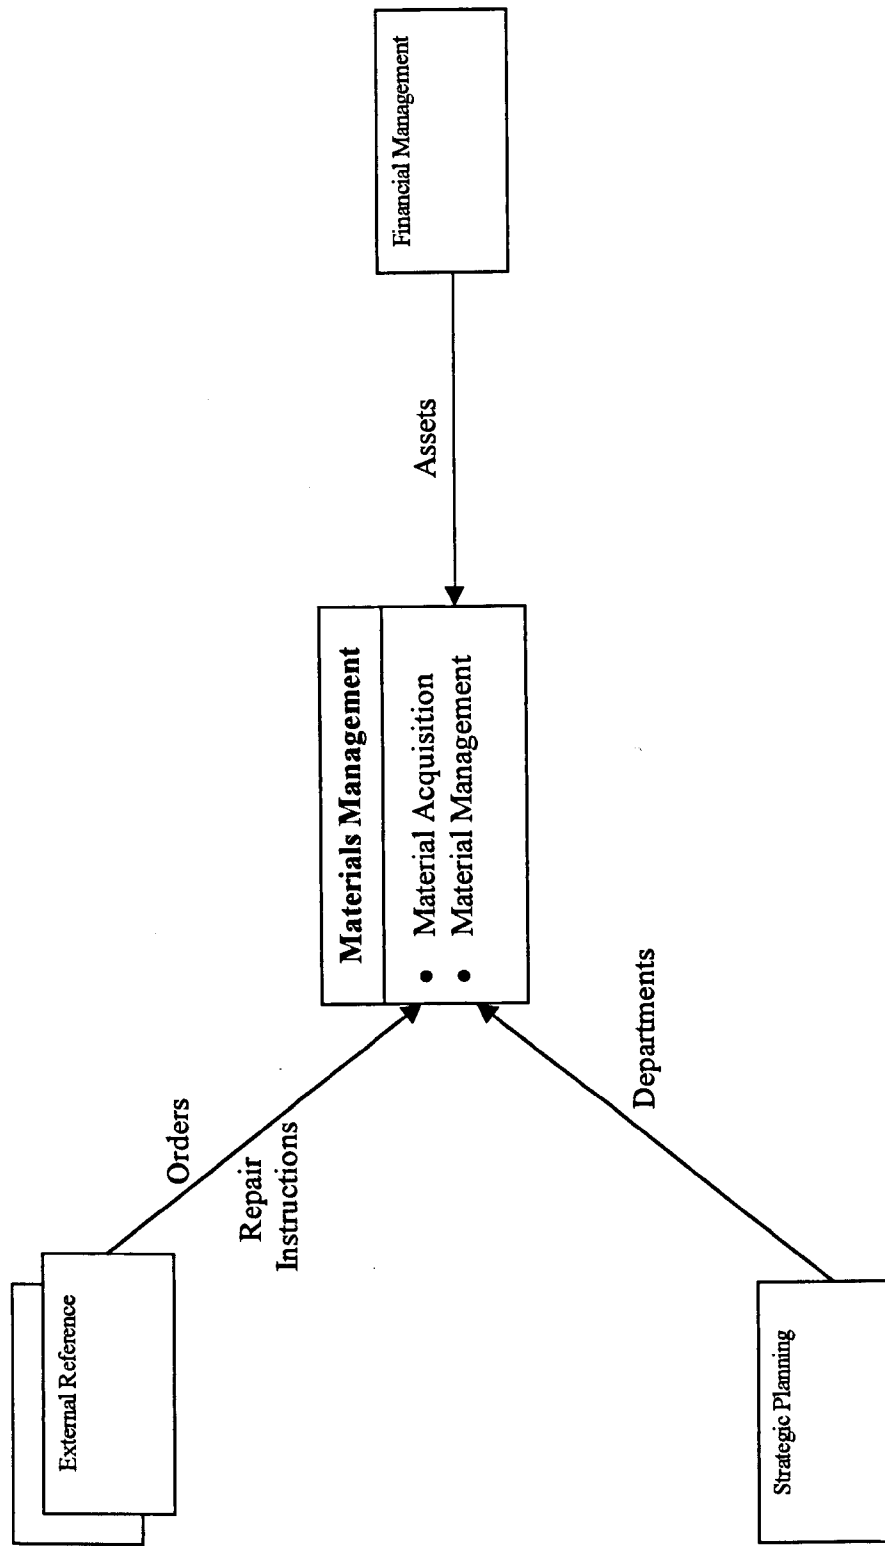 External Reference
Orders
Repair
Instructions
Materials Management
• Material Acquisition
• Material Management
Assets
Financial Management
Strategic Planning
Departments